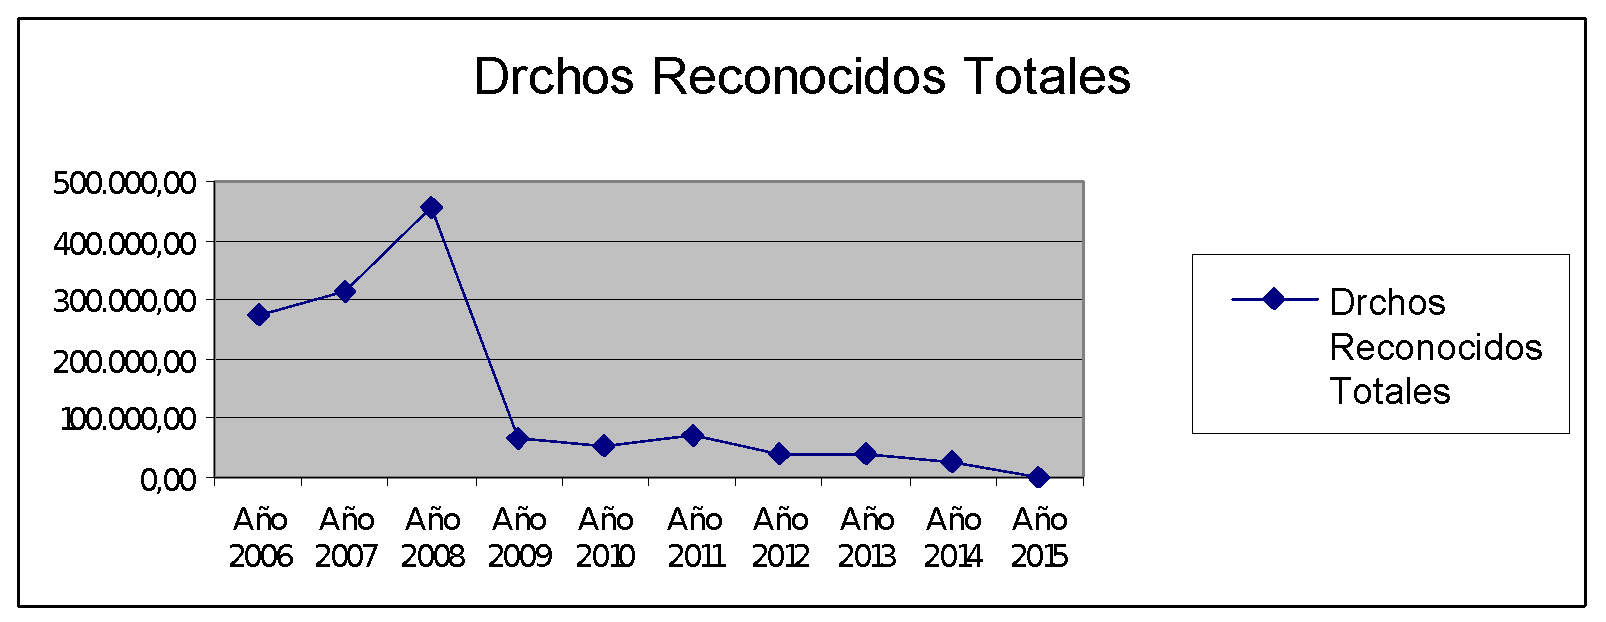 Drchos Reconocidos Totales
500.000,00
400.000,00
300.000,00
200.000,00
100.000,00
0,00
Año
2006
Año
2007
Año
2008
Año
2009
Año
2010
Año
2011
Año
2012
Año
2013
Año
2014
Año
2015
Drchos
Reconocidos
Totales